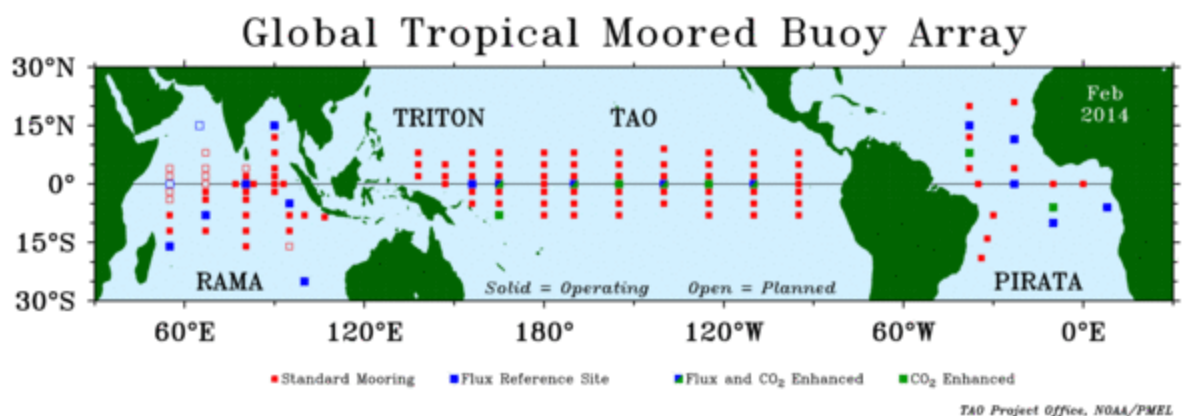 Global Tropical Moored Buoy Array
30°N
15°N
0°
15°S
30°S
TRITON
TAO
Feb
2014
RAMA
Solid = Operating
Open = Planned
PIRATA
60°E
120°E
180°
120°W
60°W
0°E
Standard Mooring
Flux Reference Site
Flux and CO₂ Enhanced
CO₂ Enhanced
TAO Project Office, NOAA/PMEL